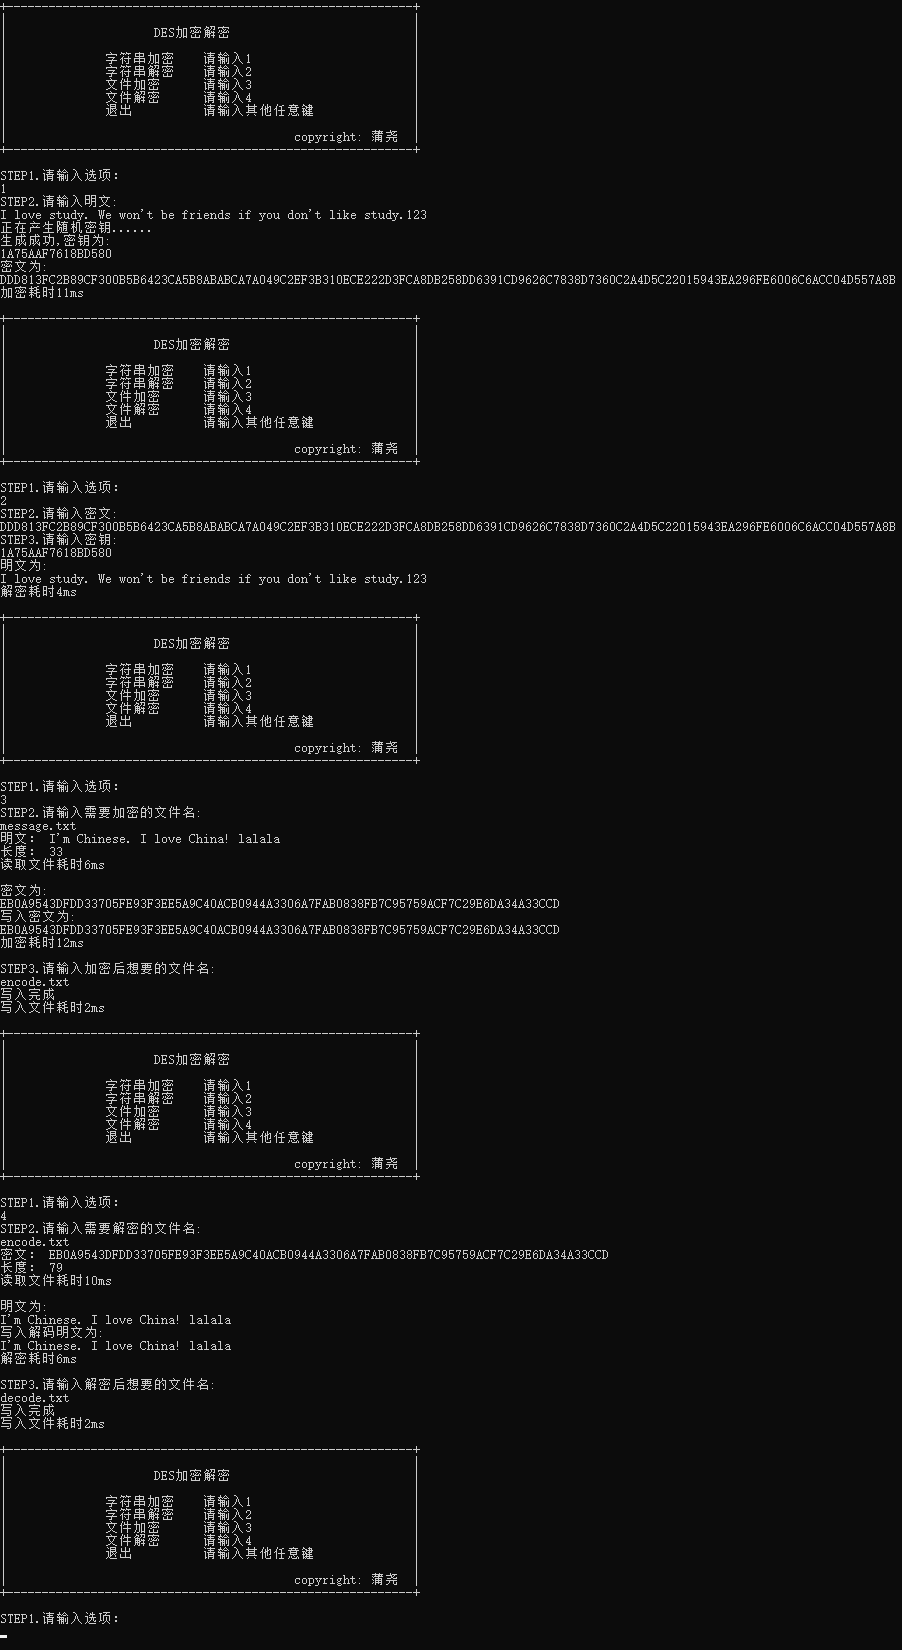 DES加密解密
字符串加密 请输入1
字符串解密 请输入2
文件加密 请输入3
文件解密 请输入4
退出 请输入其他任意键
copyright: 蒲尧
STEP1.请输入选项:
1
STEP2.请输入明文:
I love study. We won't be friends if you don't like study.123
正在产生随机密钥......
生成成功,密钥为:
1A75AAF7618BD580
密文为:
DDD813FC2B89CF300B5B6423CA5B8ABABCA7A049C2EF3B310ECE222D3FCA8DB258DD6391CD9626C7838D7360C2A4D5C22015943EA296FE6006C6ACC04D557A8B
加密耗时11ms
DES加密解密
字符串加密 请输入1
字符串解密 请输入2
文件加密 请输入3
文件解密 请输入4
退出 请输入其他任意键
copyright: 蒲尧
STEP1.请输入选项:
2
STEP2.请输入密文:
DDD813FC2B89CF300B5B6423CA5B8ABABCA7A049C2EF3B310ECE222D3FCA8DB258DD6391CD9626C7838D7360C2A4D5C22015943EA296FE6006C6ACC04D557A8B
STEP3.请输入密钥:
1A75AAF7618BD580
明文为:
I love study. We won't be friends if you don't like study.123
解密耗时4ms
DES加密解密
字符串加密 请输入1
字符串解密 请输入2
文件加密 请输入3
文件解密 请输入4
退出 请输入其他任意键
copyright: 蒲尧
STEP1.请输入选项:
3
STEP2.请输入需要加密的文件名:
message.txt
明文: I'm Chinese. I love China! lalala
长度: 33
读取文件耗时6ms
密文为:
EB0A9543DFDD33705FE93F3EE5A9C40ACB0944A3306A7FAB0838FB7C95759ACF7C29E6DA34A33CCD
写入密文为:
EB0A9543DFDD33705FE93F3EE5A9C40ACB0944A3306A7FAB0838FB7C95759ACF7C29E6DA34A33CCD
加密耗时12ms
STEP3.请输入加密后想要的文件名:
encode.txt
写入完成
写入文件耗时2ms
DES加密解密
字符串加密 请输入1
字符串解密 请输入2
文件加密 请输入3
文件解密 请输入4
退出 请输入其他任意键
copyright: 蒲尧
STEP1.请输入选项:
4
STEP2.请输入需要解密的文件名:
encode.txt
密文: EB0A9543DFDD33705FE93F3EE5A9C40ACB0944A3306A7FAB0838FB7C95759ACF7C29E6DA34A33CCD
长度: 79
读取文件耗时10ms
明文为:
I'm Chinese. I love China! lalala
写入解码明文为:
I'm Chinese. I love China! lalala
解密耗时6ms
STEP3.请输入解密后想要的文件名:
decode.txt
写入完成
写入文件耗时2ms
DES加密解密
字符串加密 请输入1
字符串解密 请输入2
文件加密 请输入3
文件解密 请输入4
退出 请输入其他任意键
copyright: 蒲尧
STEP1.请输入选项: